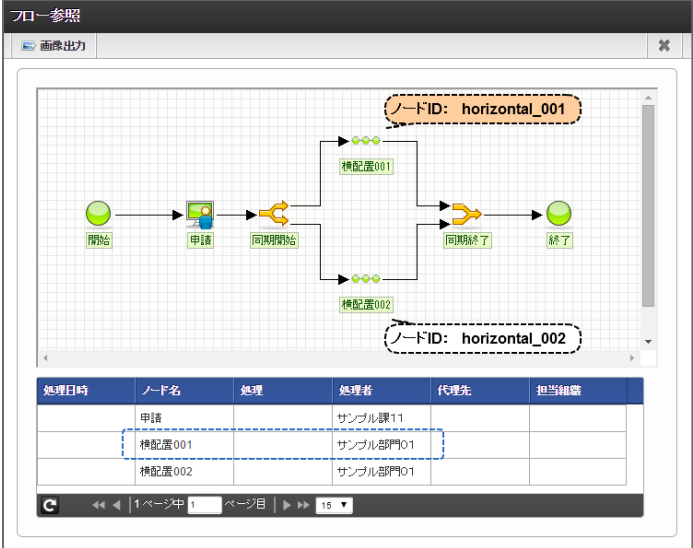 フロー参照
画像出力
ノードID: horizontal_001
横配置001
開始
申請
同期開始
同期終了
終了
横配置002
ノードID: horizontal_002
処理日時 ノード名 処理 処理者 代理先 担当組織
申請 サンプル課11
横配置001 サンプル部門01
横配置002 サンプル部門01
1 ページ中 1 ページ目 15